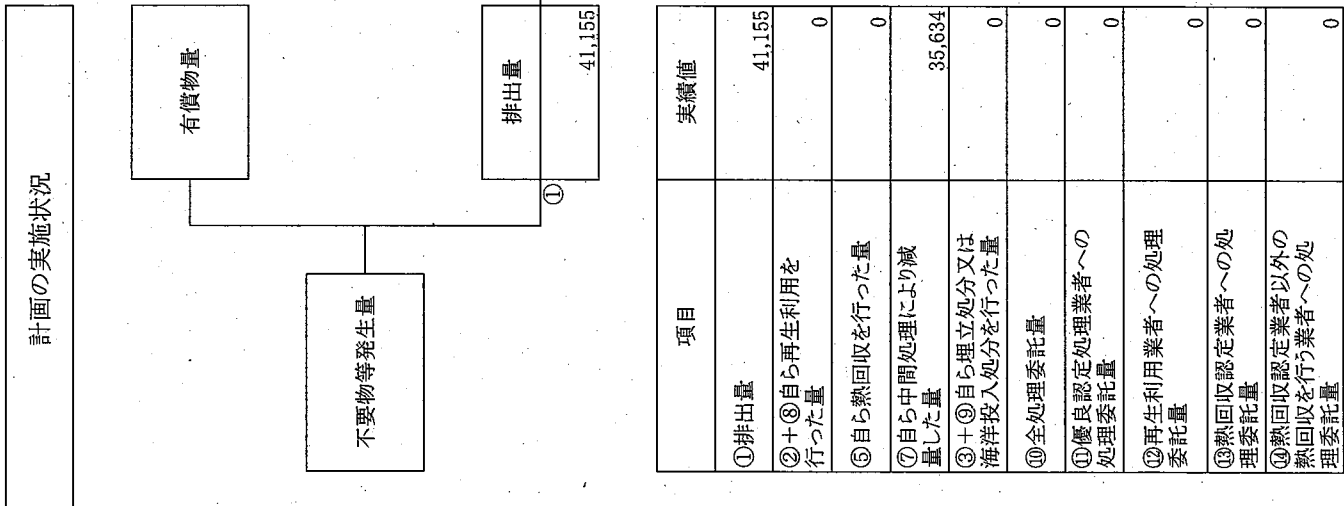 計画の実施状況
不要物等発生量
有償物量
①
排出量
41,155
項目
実績値
①排出量
41,155
②+⑧自ら再生利用を
行った量
0
⑤自ら熱回収を行った量
0
⑦自ら中間処理により減
量した量
35,634
③+⑨自ら埋立処分又は
海洋投入処分を行った量
0
⑩全処理委託量
0
⑪優良認定処理業者への
処理委託量
0
⑫再生利用業者への処理
委託量
0
⑬熱回収認定業者への処
理委託量
0
⑭熱回収認定業者以外の
熱回収を行う業者への処
理委託量
0